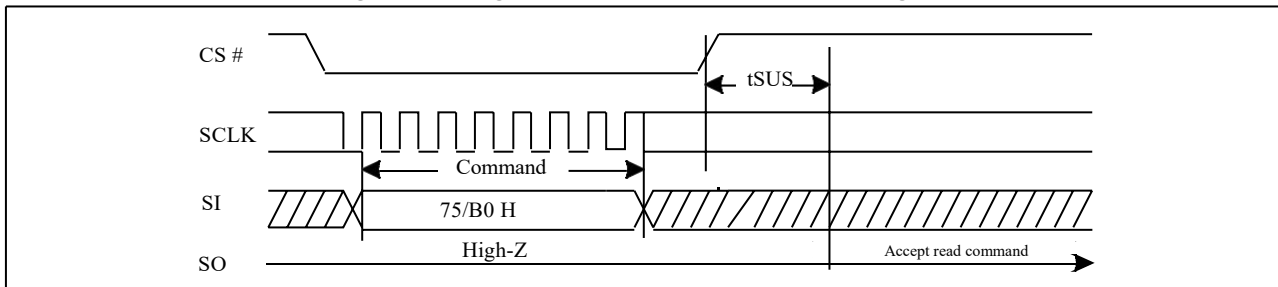 CS #
tSUS
SCLK
Command
SI
75/B0 H
High-Z
Accept read command
SO